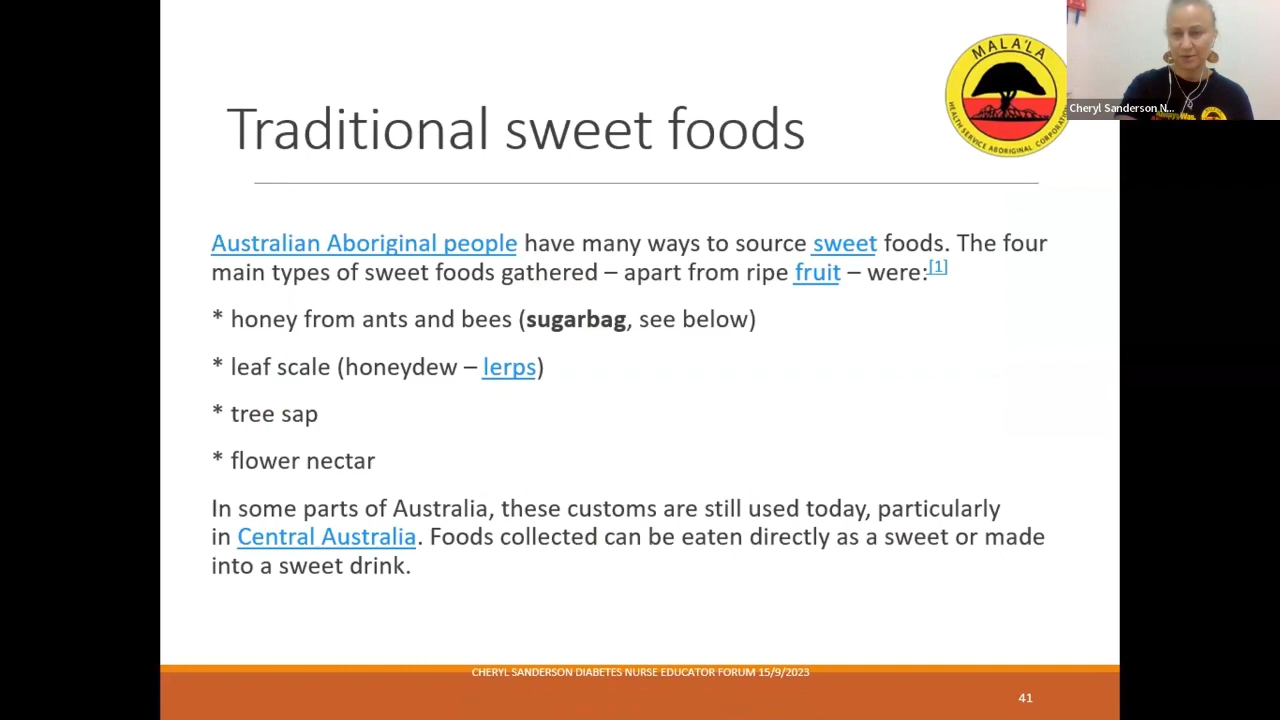 MALA'LA
HEALTH SERVICE ABORIGINAL CORPORAT
Cheryl Sanderson N...
Traditional sweet foods
Australian Aboriginal people have many ways to source sweet foods. The four
main types of sweet foods gathered – apart from ripe fruit – were:[1]
* honey from ants and bees (sugarbag, see below)
* leaf scale (honeydew – lerps)
* tree sap
* flower nectar
In some parts of Australia, these customs are still used today, particularly
in Central Australia. Foods collected can be eaten directly as a sweet or made
into a sweet drink.
CHERYL SANDERSON DIABETES NURSE EDUCATOR FORUM 15/9/2023
41